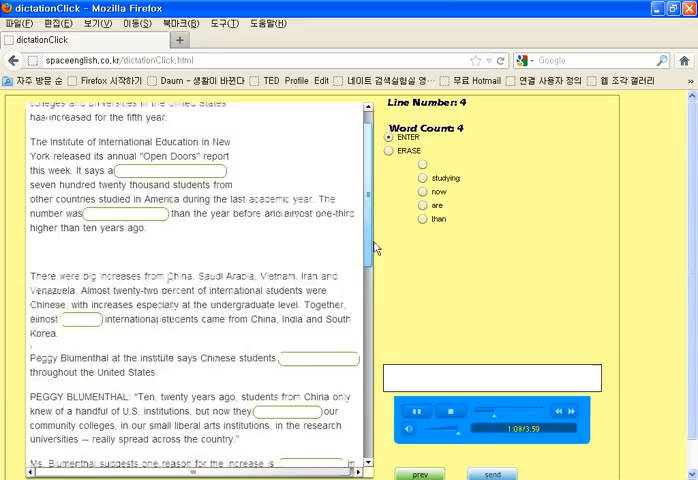 dictationClick - Mozilla Firefox
파일(F) 편집(E) 보기(V) 이동(S) 북마크(B) 도구(T) 도움말(H)
dictationClick
spaceenglish.co.kr/dictationClick.html
Google
자주 방문 순 Firefox 시작하기 Daum - 생활이 바뀐다 TED Profile Edit 네이트 검색실험실 영… 무료 Hotmail 연결 사용자 정의 웹 조각 갤러리
colleges and universities in the United States
has increased for the fifth year.
The Institute of International Education in New
York released its annual "Open Doors" report
this week. It says a
seven hundred twenty thousand students from
other countries studied in America during the last academic year. The
number was than the year before and almost one-third
higher than ten years ago.
There were big increases from China, Saudi Arabia, Vietnam, Iran and
Venezuela. Almost twenty-two percent of international students were
Chinese, with increases especially at the undergraduate level. Together,
almost international students came from China, India and South
Korea.
Peggy Blumenthal at the institute says Chinese students
throughout the United States.
PEGGY BLUMENTHAL: "Ten, twenty years ago, students from China only
knew of a handful of U.S. institutions, but now they our
community colleges, in our small liberal arts institutions, in the research
universities -- really spread across the country."
Ms. Blumenthal suggests one reason for the increase is in
Line Number: 4
Word Count: 4
ENTER
ERASE
studying
now
are
than
1:08/3:59
prev send